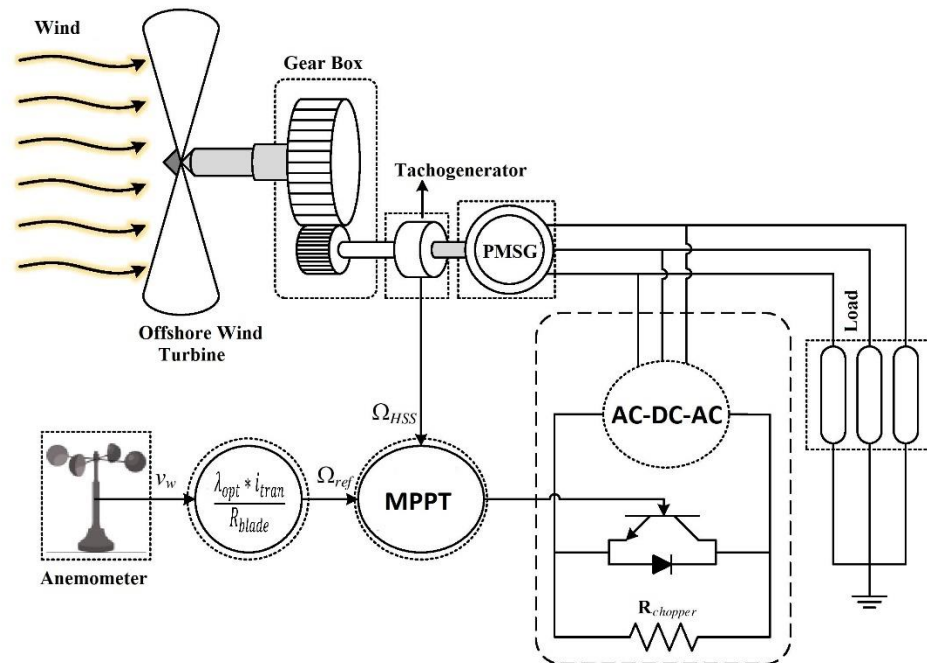 Wind
Gear Box
Tachogenerator
PMSG
Load
Offshore Wind
Turbine
AC-DC-AC
Ω_HSS
v_w
λ_opt * i_tran
R_blade
Ω_ref
MPPT
Anemometer
R_chopper